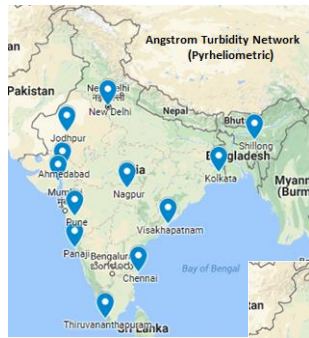 Angstrom Turbidity Network
(Pyrheliometric)
Pakistan
New Delhi
Nepal
Bhut
Jodhpur
Shillong
Bangladesh
Ahmedabad
Kolkata
Myanm
(Burm
Nagpur
Pune
Visakhapatnam
Panaji
Bengaluru
Bay of Bengal
Chennai
Thiruvananthapuram
Sri Lanka
tan